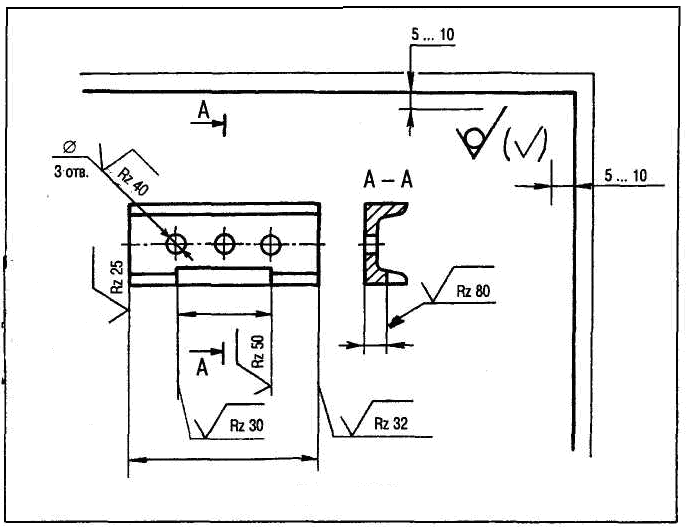 5 ... 10
A
⌀
3 отв.
Rz 40
A – A
5 ... 10
Rz 25
Rz 80
Rz 50
A
Rz 30
Rz 32